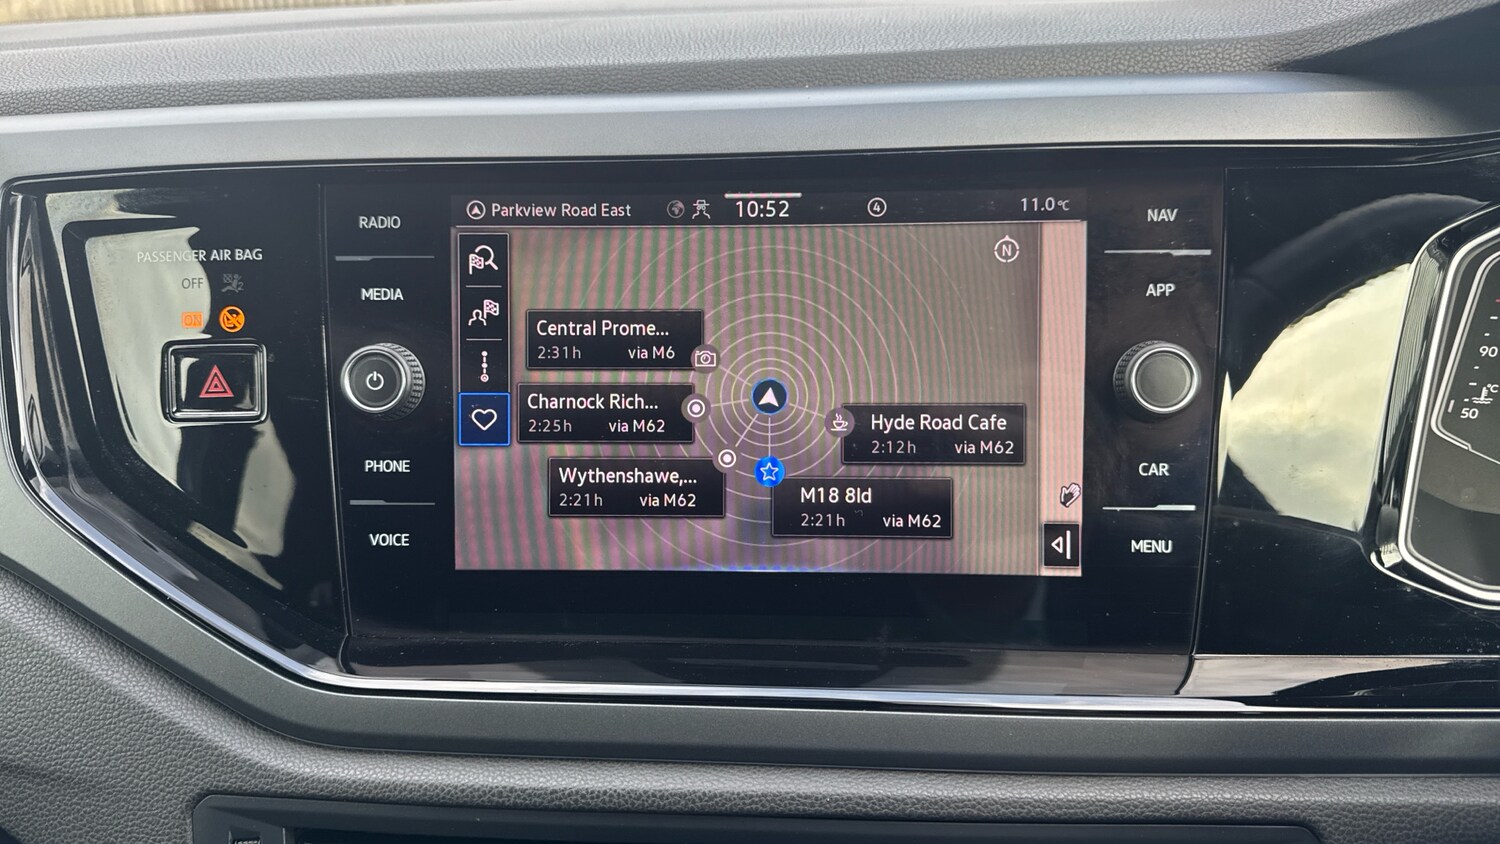 PASSENGER AIR BAG
OFF
ON
RADIO
MEDIA
PHONE
VOICE
Parkview Road East
10:52
4
11.0°C
N
Central Prome...
2:31h via M6
Charnock Rich...
2:25h via M62
Wythenshawe,...
2:21h via M62
Hyde Road Cafe
2:12h via M62
M18 8ld
2:21h via M62
NAV
APP
CAR
MENU
90
°C
50